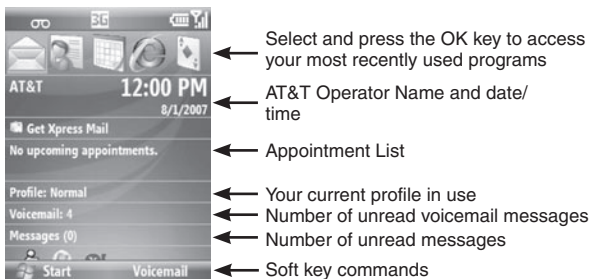 3G
Select and press the OK key to access
your most recently used programs
AT&T 12:00 PM
8/1/2007
AT&T Operator Name and date/
time
Get Xpress Mail
No upcoming appointments.
Appointment List
Profile: Normal
Your current profile in use
Voicemail: 4
Number of unread voicemail messages
Messages (0)
Number of unread messages
Start Voicemail
Soft key commands